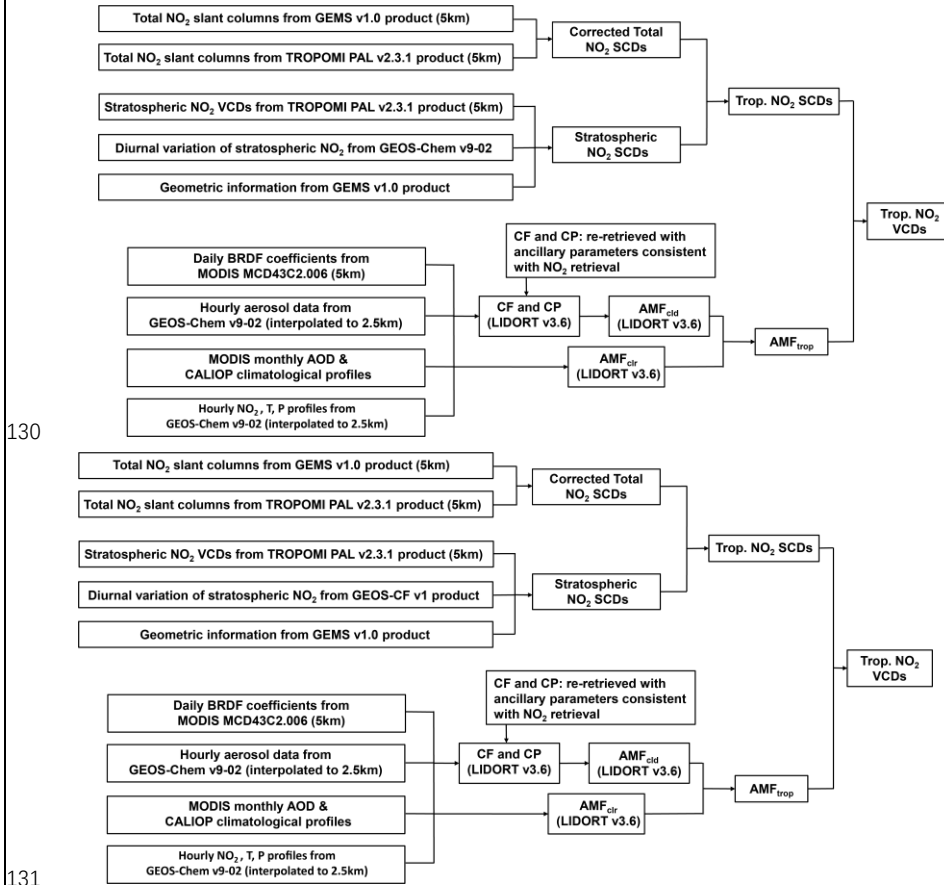 Total NO₂ slant columns from GEMS v1.0 product (5km)
Total NO₂ slant columns from TROPOMI PAL v2.3.1 product (5km)
Corrected Total
NO₂ SCDs
Stratospheric NO₂ VCDs from TROPOMI PAL v2.3.1 product (5km)
Diurnal variation of stratospheric NO₂ from GEOS-Chem v9-02
Geometric information from GEMS v1.0 product
Stratospheric
NO₂ SCDs
Trop. NO₂ SCDs
Trop. NO₂
VCDs
CF and CP: re-retrieved with
ancillary parameters consistent
with NO₂ retrieval
Daily BRDF coefficients from
MODIS MCD43C2.006 (5km)
Hourly aerosol data from
GEOS-Chem v9-02 (interpolated to 2.5km)
MODIS monthly AOD &
CALIOP climatological profiles
Hourly NO₂ , T, P profiles from
GEOS-Chem v9-02 (interpolated to 2.5km)
CF and CP
(LIDORT v3.6)
AMFcld
(LIDORT v3.6)
AMFclr
(LIDORT v3.6)
AMFtrop
130
Total NO₂ slant columns from GEMS v1.0 product (5km)
Total NO₂ slant columns from TROPOMI PAL v2.3.1 product (5km)
Corrected Total
NO₂ SCDs
Stratospheric NO₂ VCDs from TROPOMI PAL v2.3.1 product (5km)
Diurnal variation of stratospheric NO₂ from GEOS-CF v1 product
Geometric information from GEMS v1.0 product
Stratospheric
NO₂ SCDs
Trop. NO₂ SCDs
Trop. NO₂
VCDs
CF and CP: re-retrieved with
ancillary parameters consistent
with NO₂ retrieval
Daily BRDF coefficients from
MODIS MCD43C2.006 (5km)
Hourly aerosol data from
GEOS-Chem v9-02 (interpolated to 2.5km)
MODIS monthly AOD &
CALIOP climatological profiles
Hourly NO₂ , T, P profiles from
GEOS-Chem v9-02 (interpolated to 2.5km)
CF and CP
(LIDORT v3.6)
AMFcld
(LIDORT v3.6)
AMFclr
(LIDORT v3.6)
AMFtrop
131